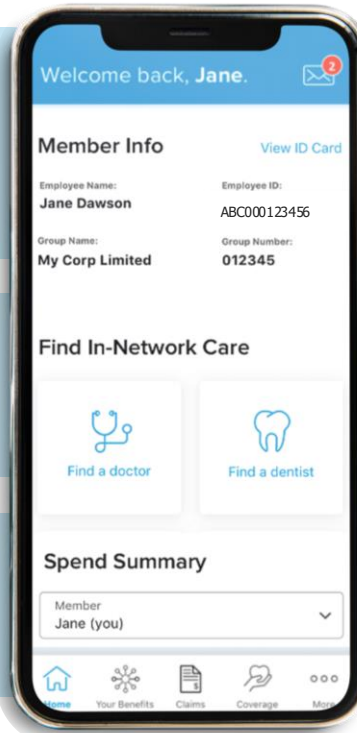 Welcome back, Jane.
2
Member Info
View ID Card
Employee Name:
Employee ID:
Jane Dawson
ABC000123456
Group Name:
Group Number:
My Corp Limited
012345
Find In-Network Care
Find a doctor
Find a dentist
Spend Summary
Member
Jane (you)
Home
Your Benefits
Claims
Coverage
More